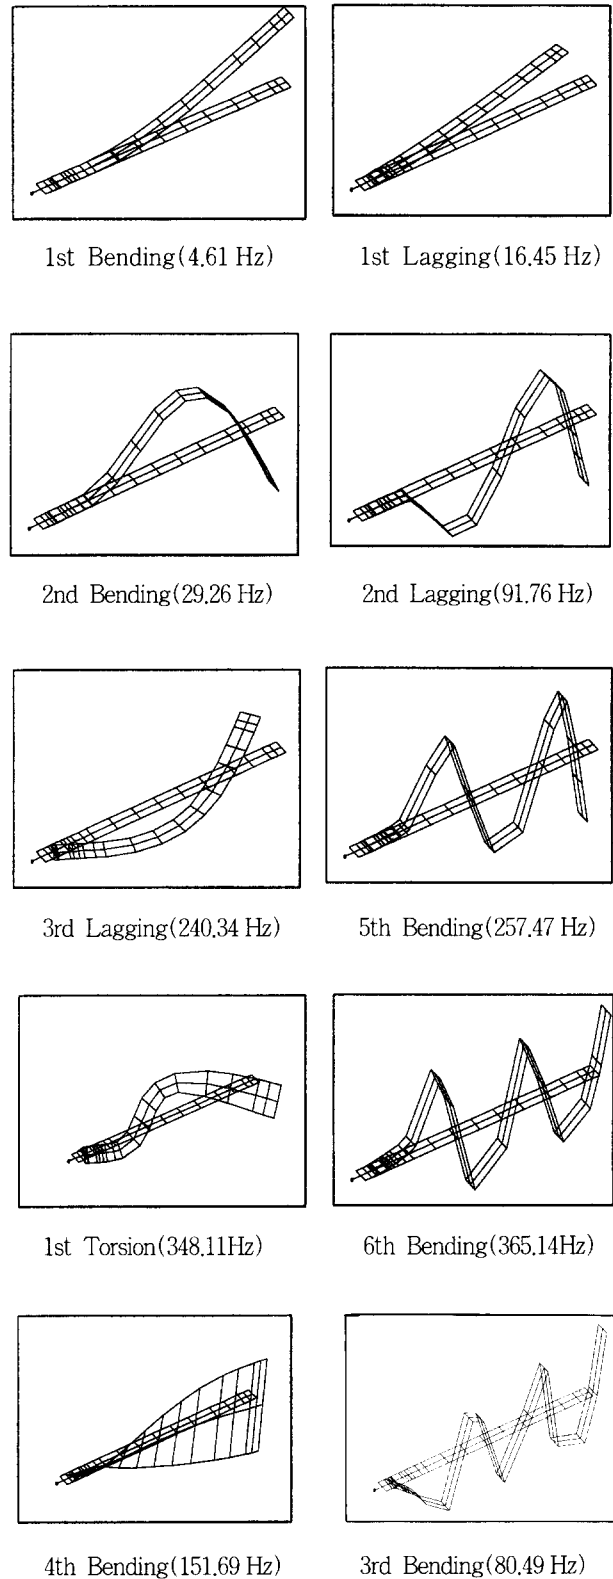 1st Bending(4.61 Hz)
1st Lagging(16.45 Hz)
2nd Bending(29.26 Hz)
2nd Lagging(91.76 Hz)
3rd Lagging(240.34 Hz)
5th Bending(257.47 Hz)
1st Torsion(348.11Hz)
6th Bending(365.14Hz)
4th Bending(151.69 Hz)
3rd Bending(80.49 Hz)